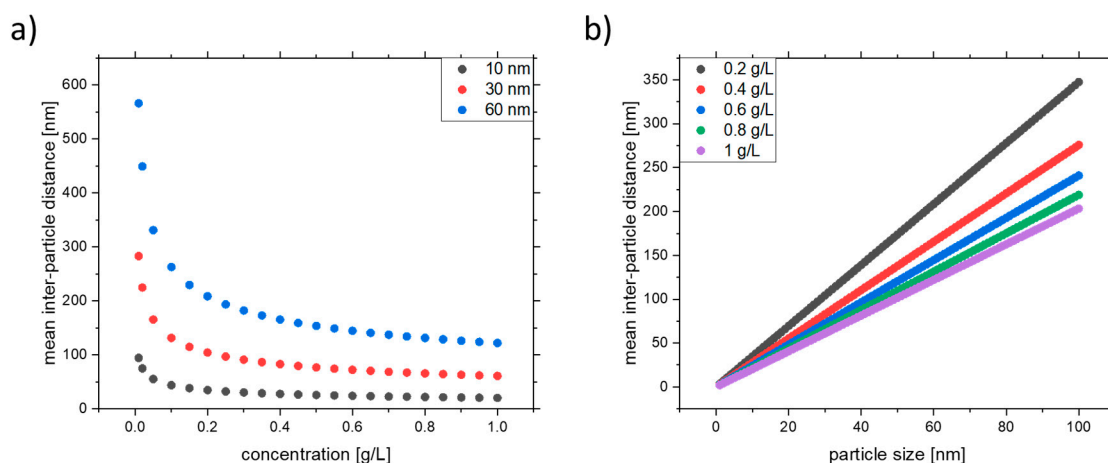 a)
0.0 0.2 0.4 0.6 0.8 1.0
600
500
400
300
200
100
0
mean inter-particle distance [nm]
concentration [g/L]
10 nm
30 nm
60 nm
b)
350
300
250
200
150
100
50
0
mean inter-particle distance [nm]
0 20 40 60 80 100
particle size [nm]
0.2 g/L
0.4 g/L
0.6 g/L
0.8 g/L
1 g/L